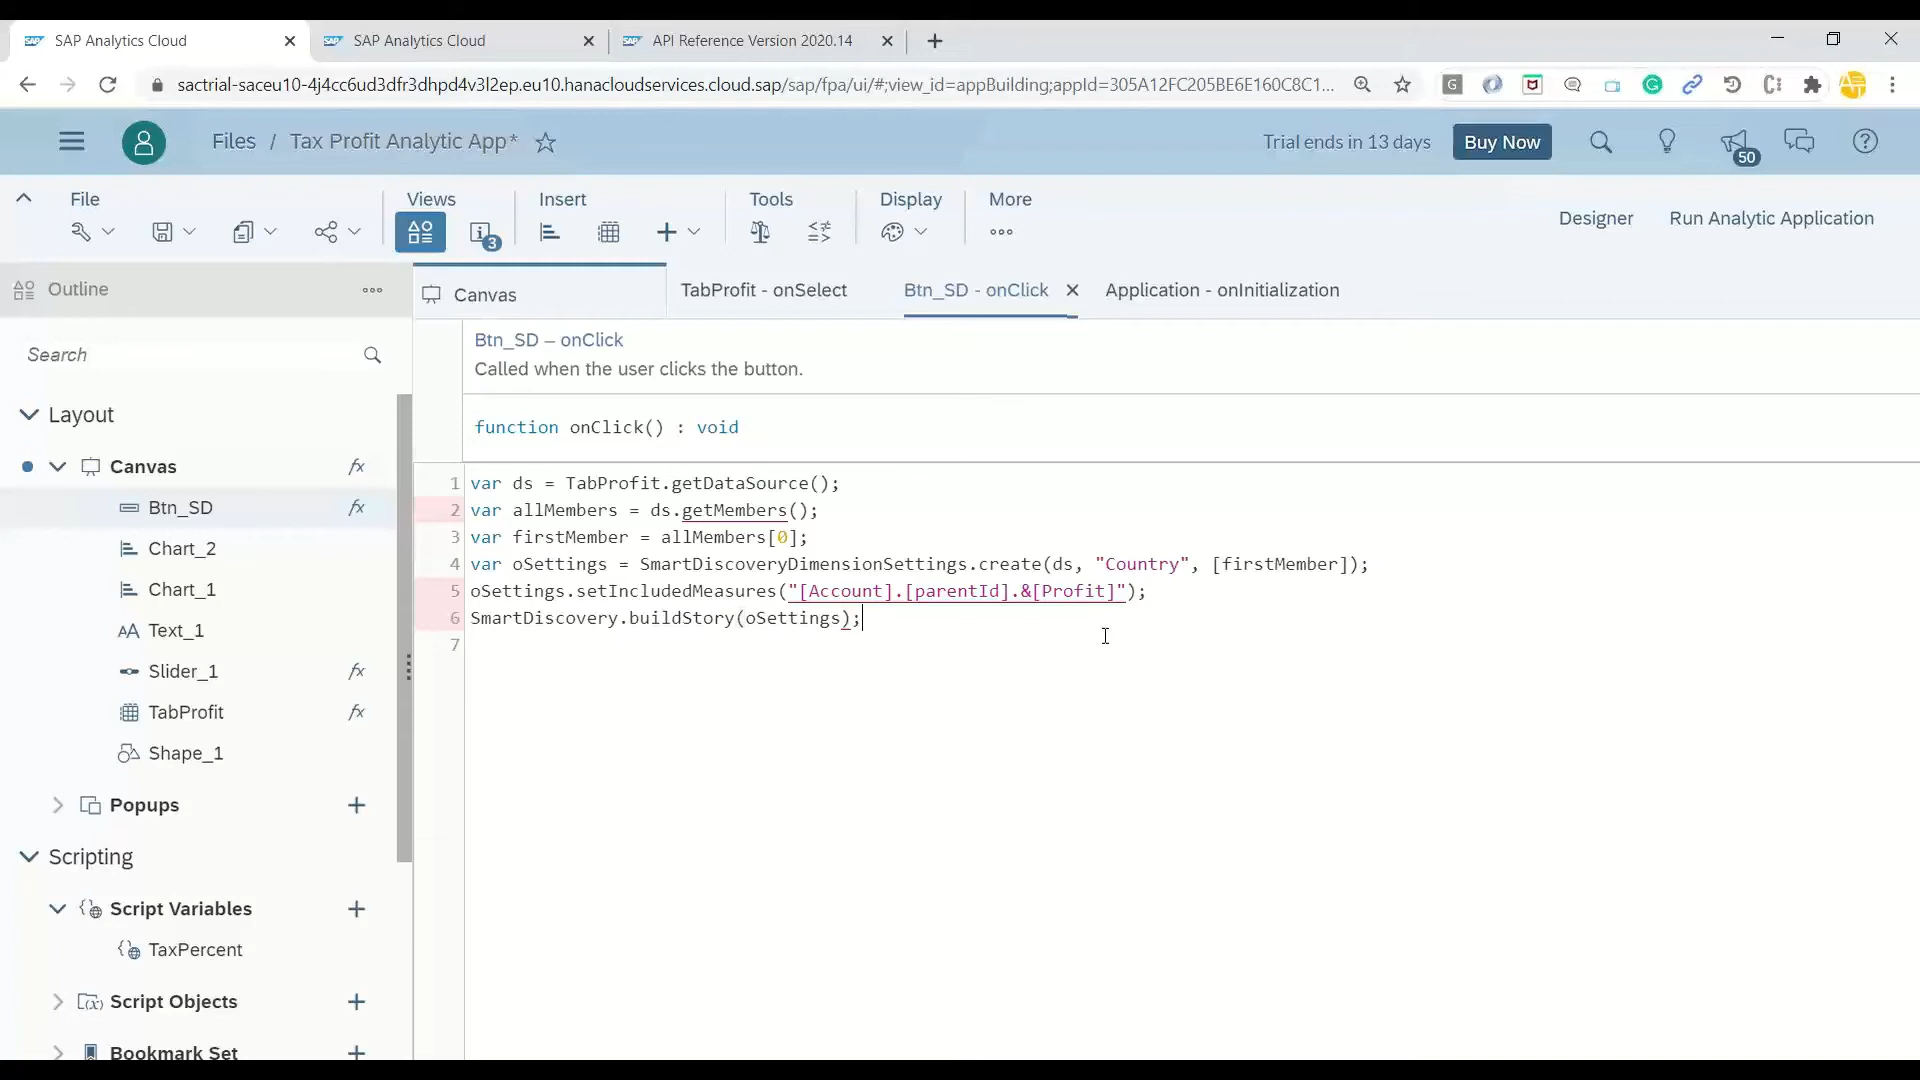 SAP Analytics Cloud
SAP Analytics Cloud
API Reference Version 2020.14
sactrial-saceu10-4j4cc6ud3dfr3dhpd4v3l2ep.eu10.hanacloudservices.cloud.sap/sap/fpa/ui/#;view_id=appBuilding;appId=305A12FC205BE6E160C8C1...
Files / Tax Profit Analytic App*
Trial ends in 13 days
Buy Now
50
File
Views
Insert
Tools
Display
More
3
Designer
Run Analytic Application
Outline
Canvas
TabProfit - onSelect
Btn_SD - onClick
Application - onInitialization
Search
Layout
Canvas
Btn_SD
Chart_2
Chart_1
Text_1
Slider_1
TabProfit
Shape_1
Popups
Scripting
Script Variables
TaxPercent
Script Objects
Bookmark Set
Btn_SD – onClick
Called when the user clicks the button.
function onClick() : void
1 var ds = TabProfit.getDataSource();
2 var allMembers = ds.getMembers();
3 var firstMember = allMembers[0];
4 var oSettings = SmartDiscoveryDimensionSettings.create(ds, "Country", [firstMember]);
5 oSettings.setIncludedMeasures("[Account].[parentId].&[Profit]");
6 SmartDiscovery.buildStory(oSettings);
7